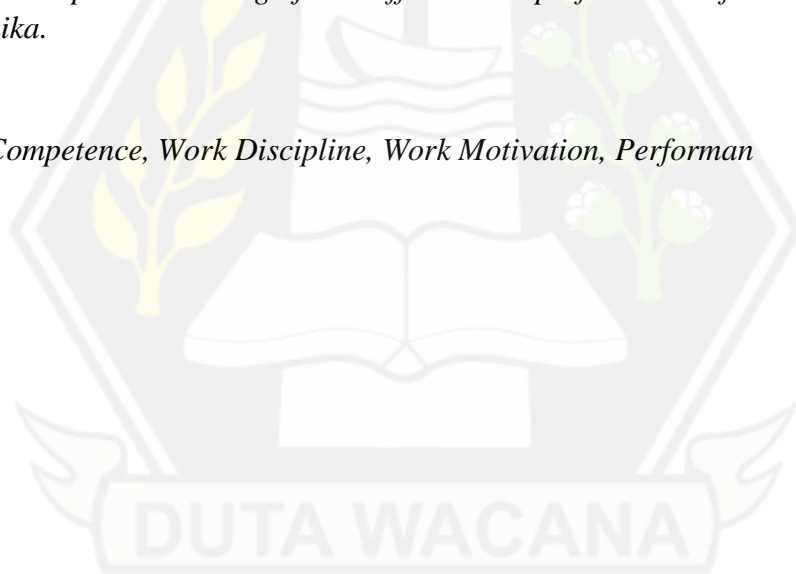 ika.
Competence, Work Discipline, Work Motivation, Performan
DUTA WACANA